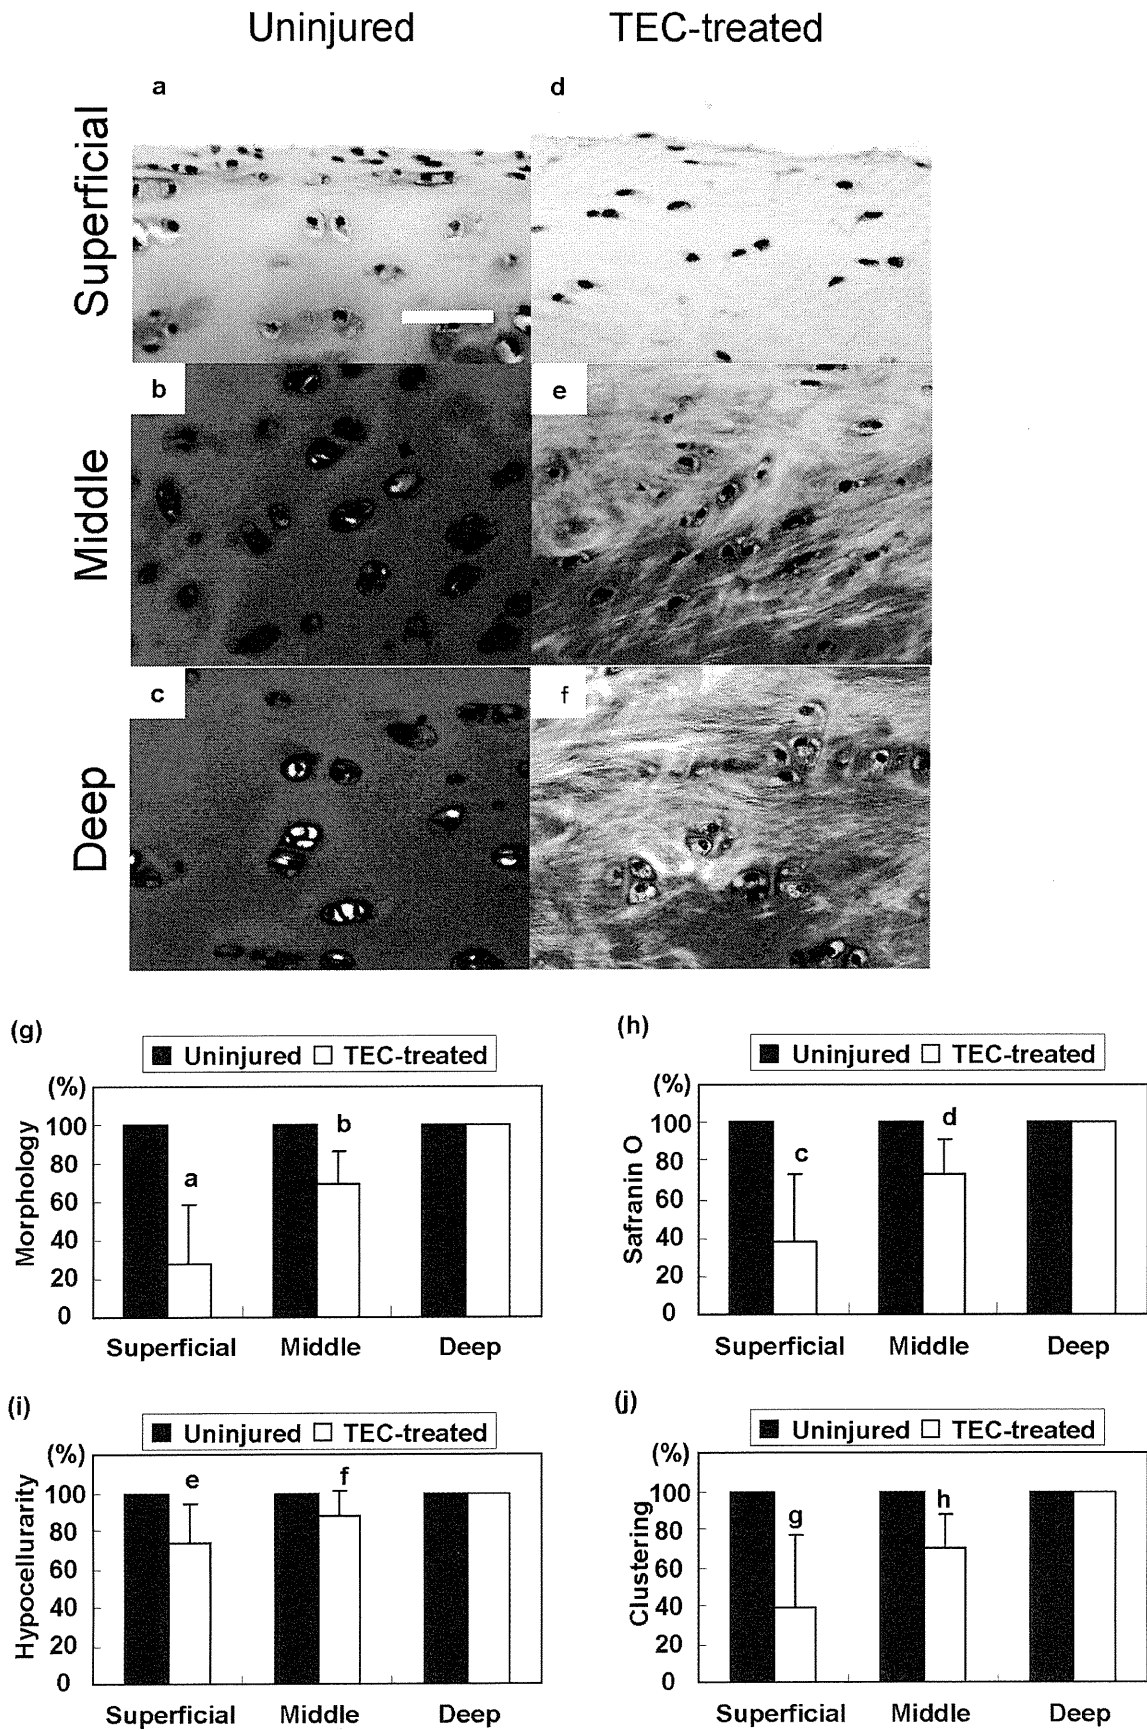 Uninjured TEC-treated
a d
Superficial
b e
Middle
c f
Deep
(g)
Uninjured TEC-treated
(%)
100
80
60
40
20
0
Morphology
a
b
Superficial Middle Deep
(h)
Uninjured TEC-treated
(%)
100
80
60
40
20
0
Safranin O
c
d
Superficial Middle Deep
(i)
Uninjured TEC-treated
(%)
100
80
60
40
20
0
Hypocellurarity
e
f
Superficial Middle Deep
(j)
Uninjured TEC-treated
(%)
100
80
60
40
20
0
Clustering
g
h
Superficial Middle Deep